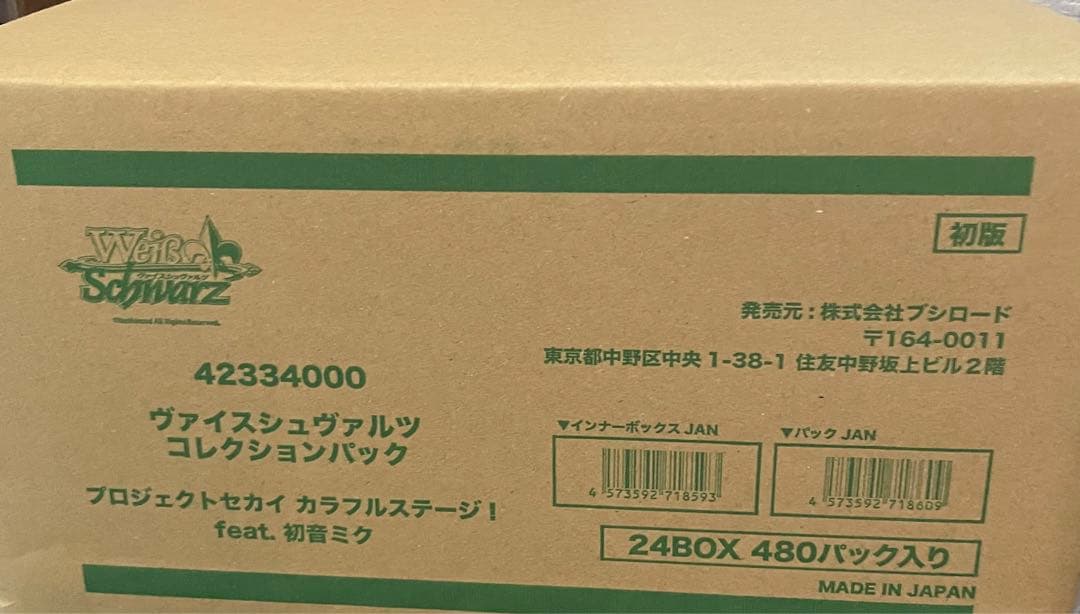 Weiß
ヴァイスシュヴァルツ
Schwarz
初版
発売元:株式会社ブシロード
〒164-0011
東京都中野区中央1-38-1 住友中野坂上ビル2階
42334000
ヴァイスシュヴァルツ
コレクションパック
プロジェクトセカイ カラフルステージ!
feat. 初音ミク
▼インナーボックス JAN
4 573592 718593
▼パック JAN
4 573592 718609
24BOX 480パック入り
MADE IN JAPAN